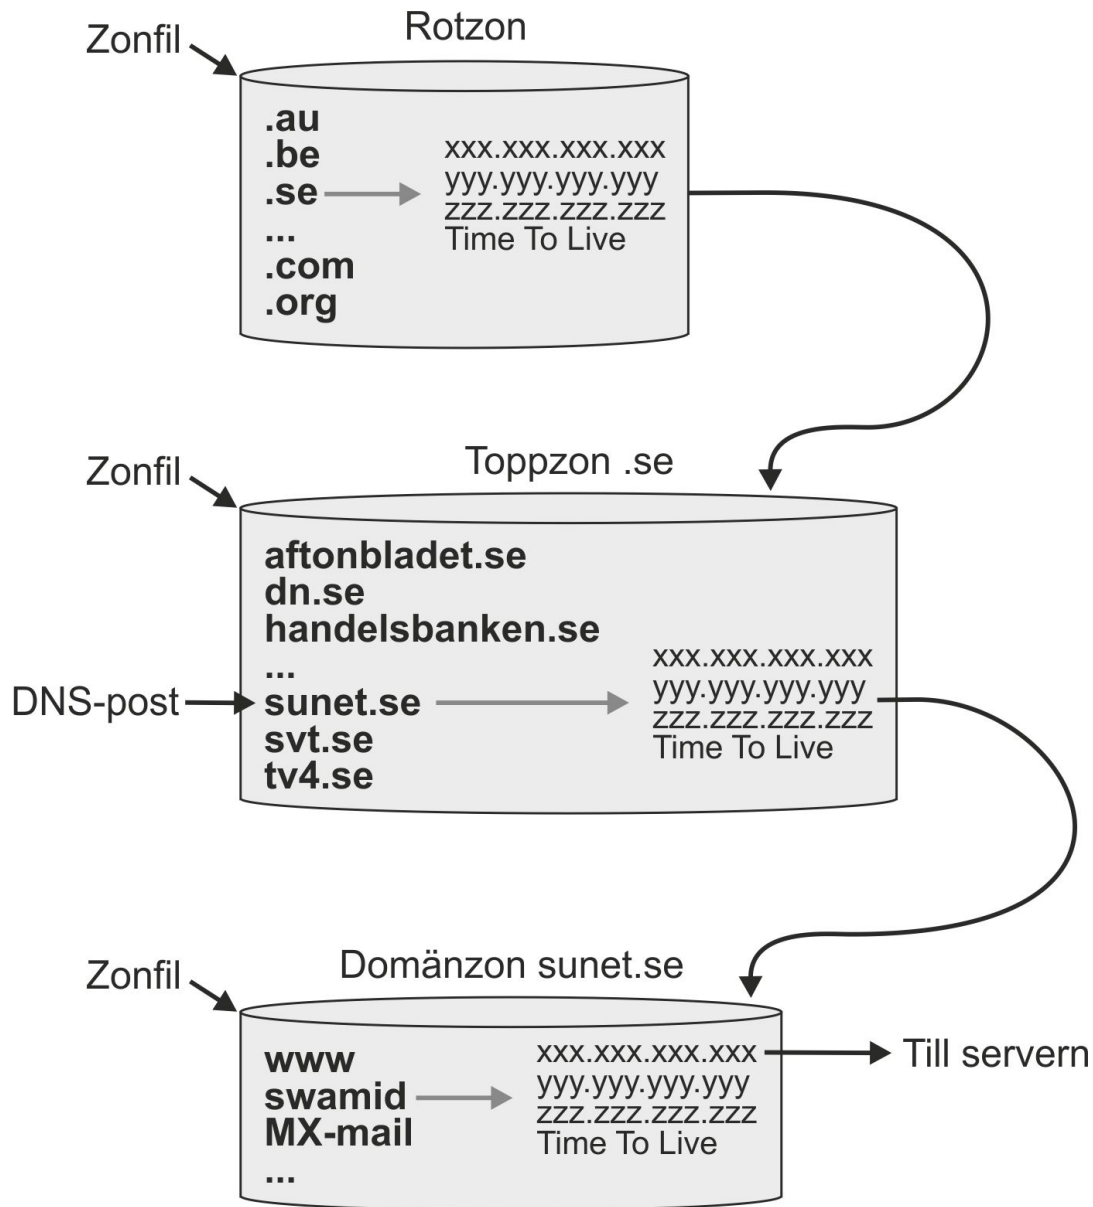 Rotzon
Zonfil
.au
.be
.se
...
.com
.org
xxx.xxx.xxx.xxx
yyy.yyy.yyy.yyy
zzz.zzz.zzz.zzz
Time To Live
Toppzon .se
Zonfil
aftonbladet.se
dn.se
handelsbanken.se
...
DNS-post
sunet.se
svt.se
tv4.se
xxx.xxx.xxx.xxx
yyy.yyy.yyy.yyy
zzz.zzz.zzz.zzz
Time To Live
Domänzon sunet.se
Zonfil
www
swamid
MX-mail
...
xxx.xxx.xxx.xxx
yyy.yyy.yyy.yyy
zzz.zzz.zzz.zzz
Time To Live
Till servern